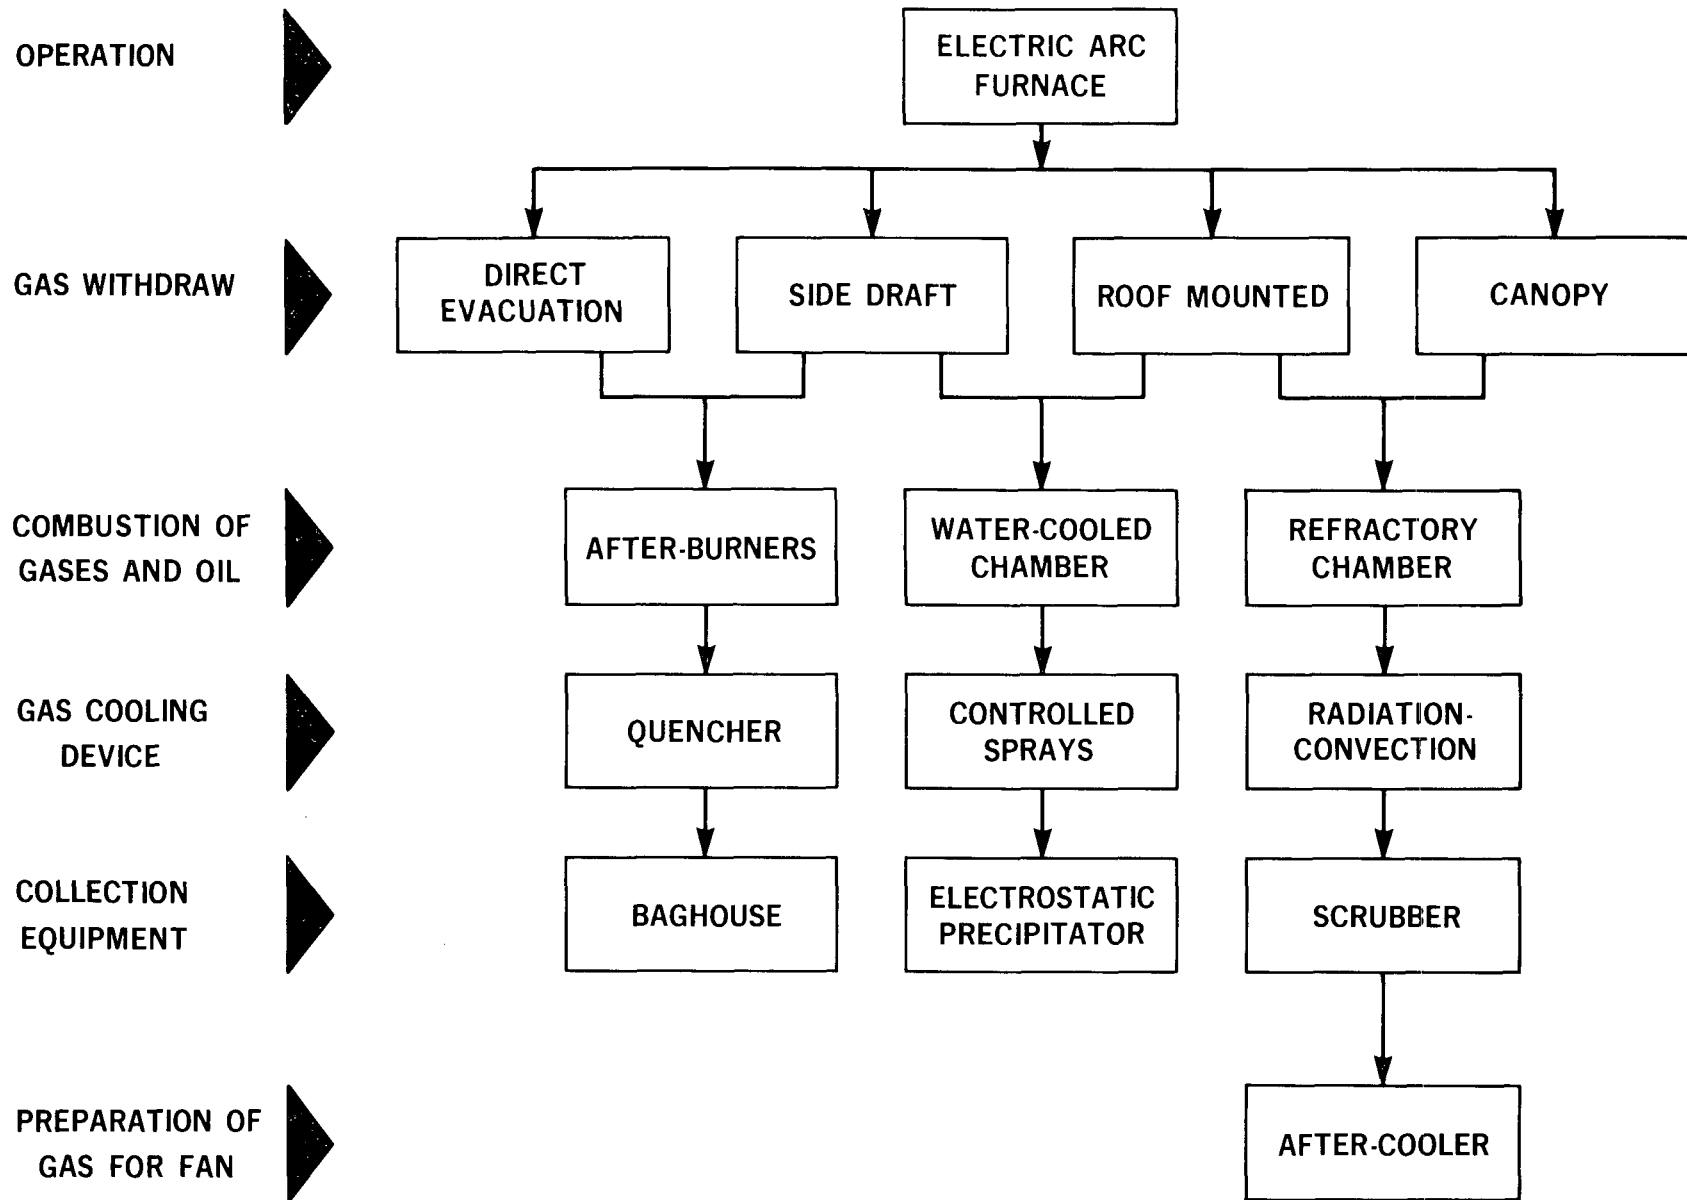 OPERATION
ELECTRIC ARC
FURNACE
GAS WITHDRAW
DIRECT
EVACUATION
SIDE DRAFT
ROOF MOUNTED
CANOPY
COMBUSTION OF
GASES AND OIL
AFTER-BURNERS
WATER-COOLED
CHAMBER
REFRACTORY
CHAMBER
GAS COOLING
DEVICE
QUENCHER
CONTROLLED
SPRAYS
RADIATION-
CONVECTION
COLLECTION
EQUIPMENT
BAGHOUSE
ELECTROSTATIC
PRECIPITATOR
SCRUBBER
PREPARATION OF
GAS FOR FAN
AFTER-COOLER